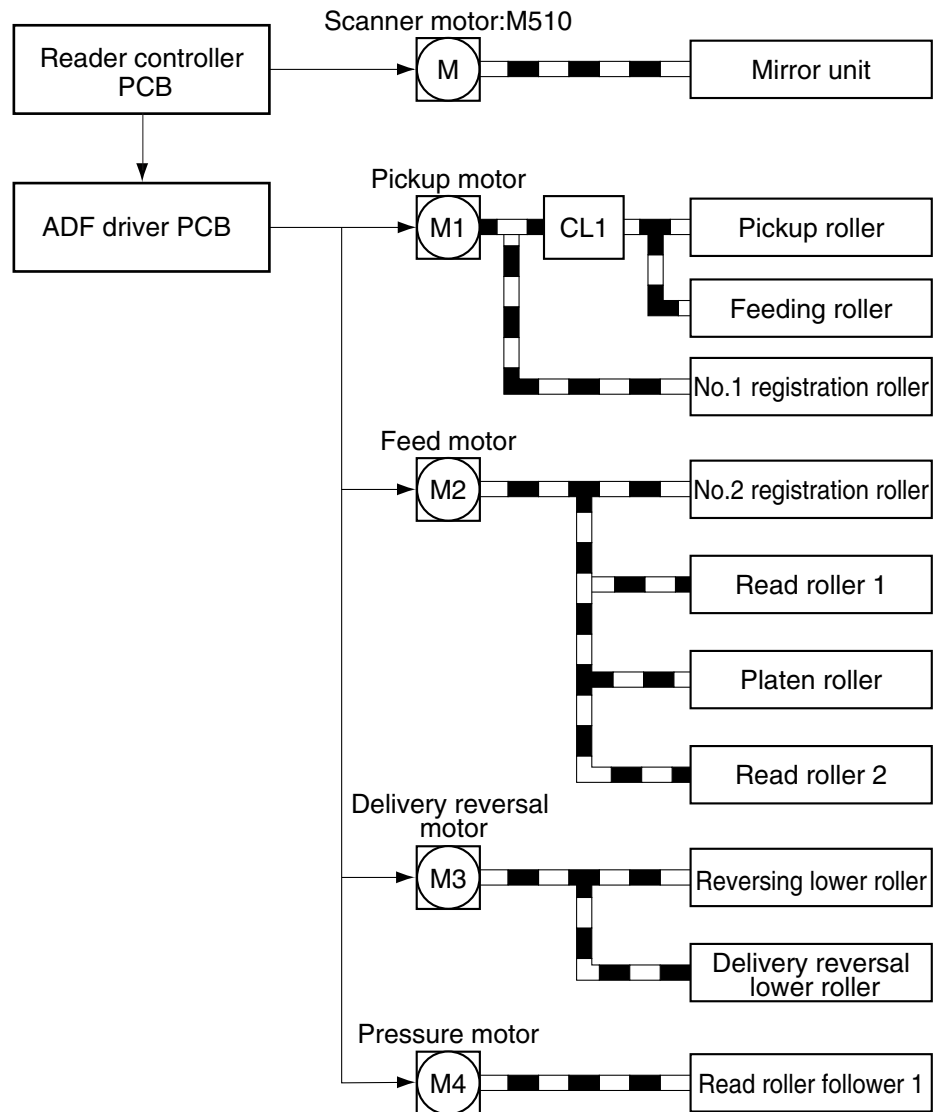 Scanner motor:M510
Reader controller
PCB
M
Mirror unit
Pickup motor
ADF driver PCB
M1
CL1
Pickup roller
Feeding roller
No.1 registration roller
Feed motor
M2
No.2 registration roller
Read roller 1
Platen roller
Read roller 2
Delivery reversal
motor
M3
Reversing lower roller
Delivery reversal
lower roller
Pressure motor
M4
Read roller follower 1